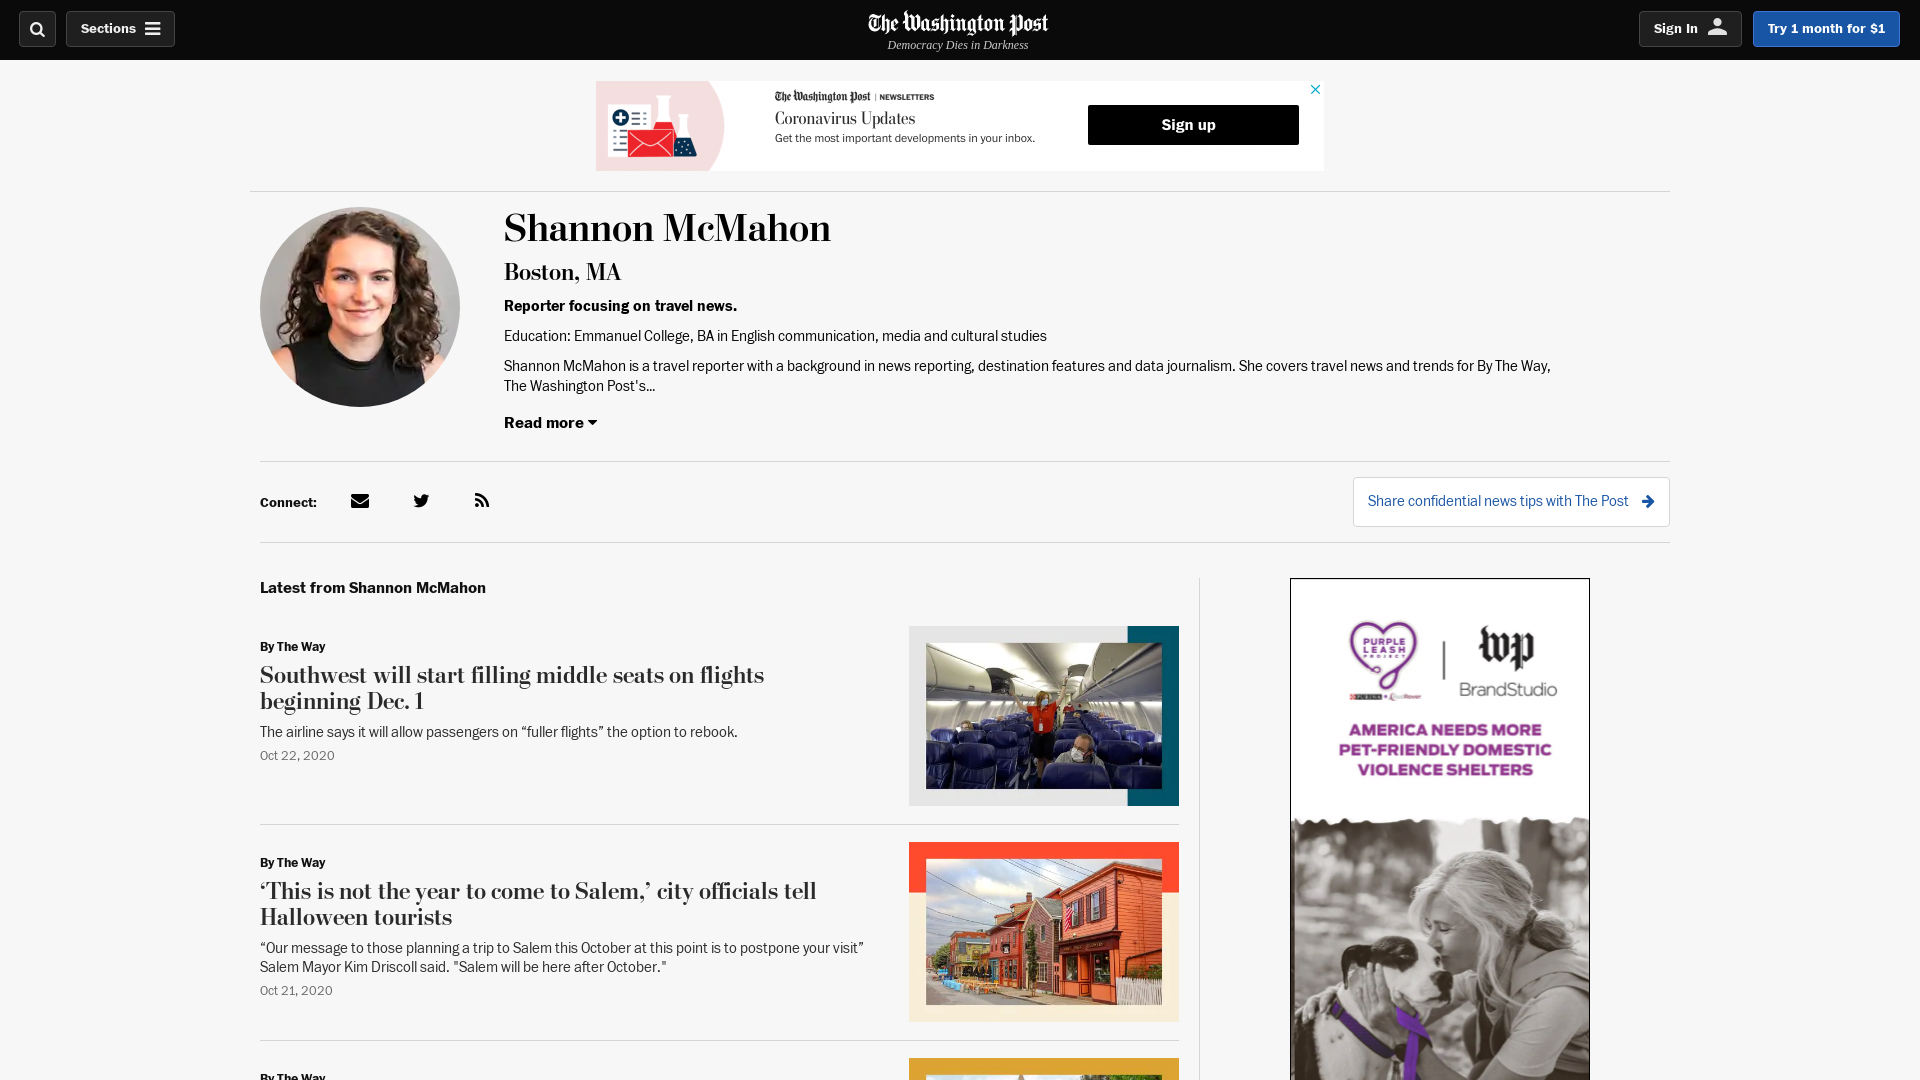 Sections
The Washington Post
Democracy Dies in Darkness
Sign In
Try 1 month for $1
The Washington Post | NEWSLETTERS
Coronavirus Updates
Get the most important developments in your inbox.
Sign up
Shannon McMahon
Boston, MA
Reporter focusing on travel news.
Education: Emmanuel College, BA in English communication, media and cultural studies
Shannon McMahon is a travel reporter with a background in news reporting, destination features and data journalism. She covers travel news and trends for By The Way,
The Washington Post's...
Read more
Connect:
Share confidential news tips with The Post
Latest from Shannon McMahon
By The Way
Southwest will start filling middle seats on flights
beginning Dec. 1
The airline says it will allow passengers on “fuller flights” the option to rebook.
Oct 22, 2020
By The Way
‘This is not the year to come to Salem,’ city officials tell
Halloween tourists
“Our message to those planning a trip to Salem this October at this point is to postpone your visit”
Salem Mayor Kim Driscoll said. "Salem will be here after October."
Oct 21, 2020
By The Way
PURPLE
LEASH
PROJECT
PURINA
wp
BrandStudio
AMERICA NEEDS MORE
PET-FRIENDLY DOMESTIC
VIOLENCE SHELTERS